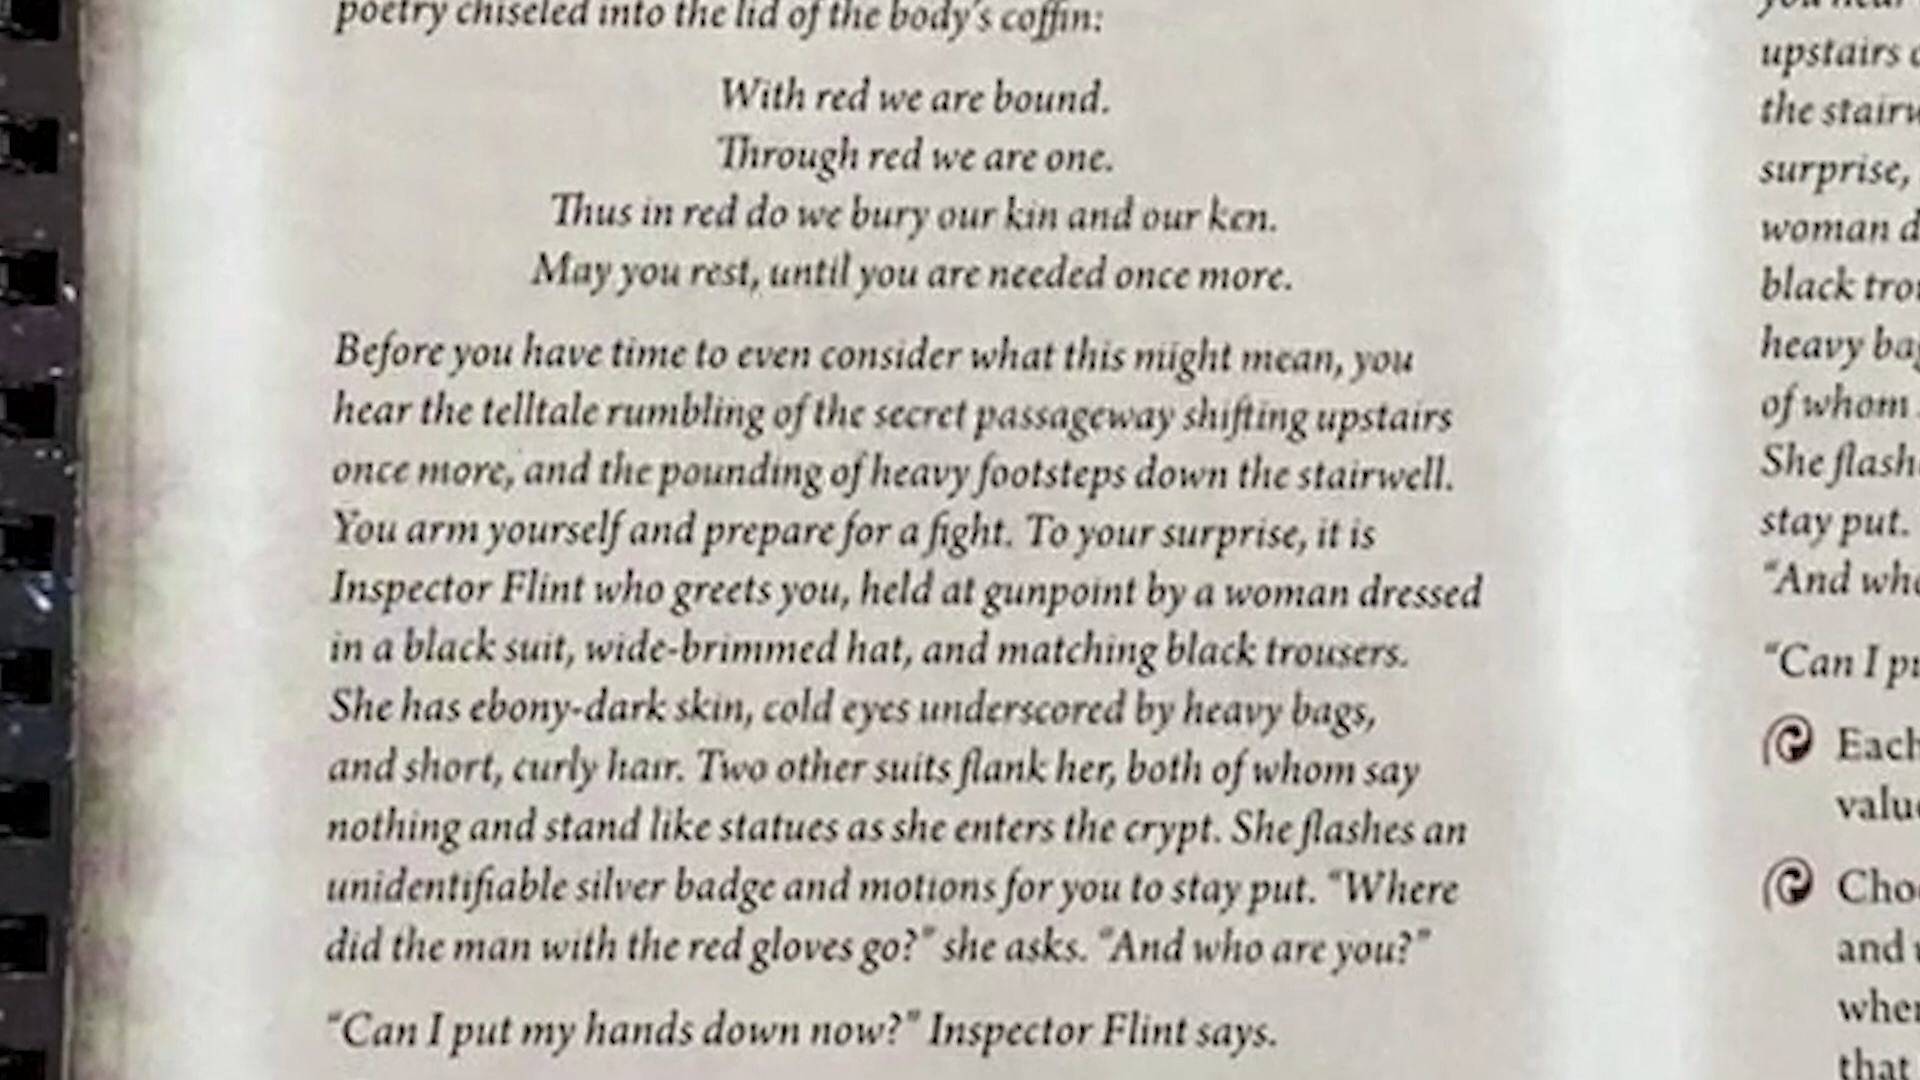 poetry chiseled into the lid of the body's coffin:
With red we are bound.
Through red we are one.
Thus in red do we bury our kin and our ken.
May you rest, until you are needed once more.
Before you have time to even consider what this might mean, you
hear the telltale rumbling of the secret passageway shifting upstairs
once more, and the pounding of heavy footsteps down the stairwell.
You arm yourself and prepare for a fight. To your surprise, it is
Inspector Flint who greets you, held at gunpoint by a woman dressed
in a black suit, wide-brimmed hat, and matching black trousers.
She has ebony-dark skin, cold eyes underscored by heavy bags,
and short, curly hair. Two other suits flank her, both of whom say
nothing and stand like statues as she enters the crypt. She flashes an
unidentifiable silver badge and motions for you to stay put. "Where
did the man with the red gloves go?" she asks. "And who are you?"
"Can I put my hands down now?" Inspector Flint says.
upstairs
the
surprise,
woman
black
heavy
of whom
She
stay put.
"And
"Can I
Each
and
that